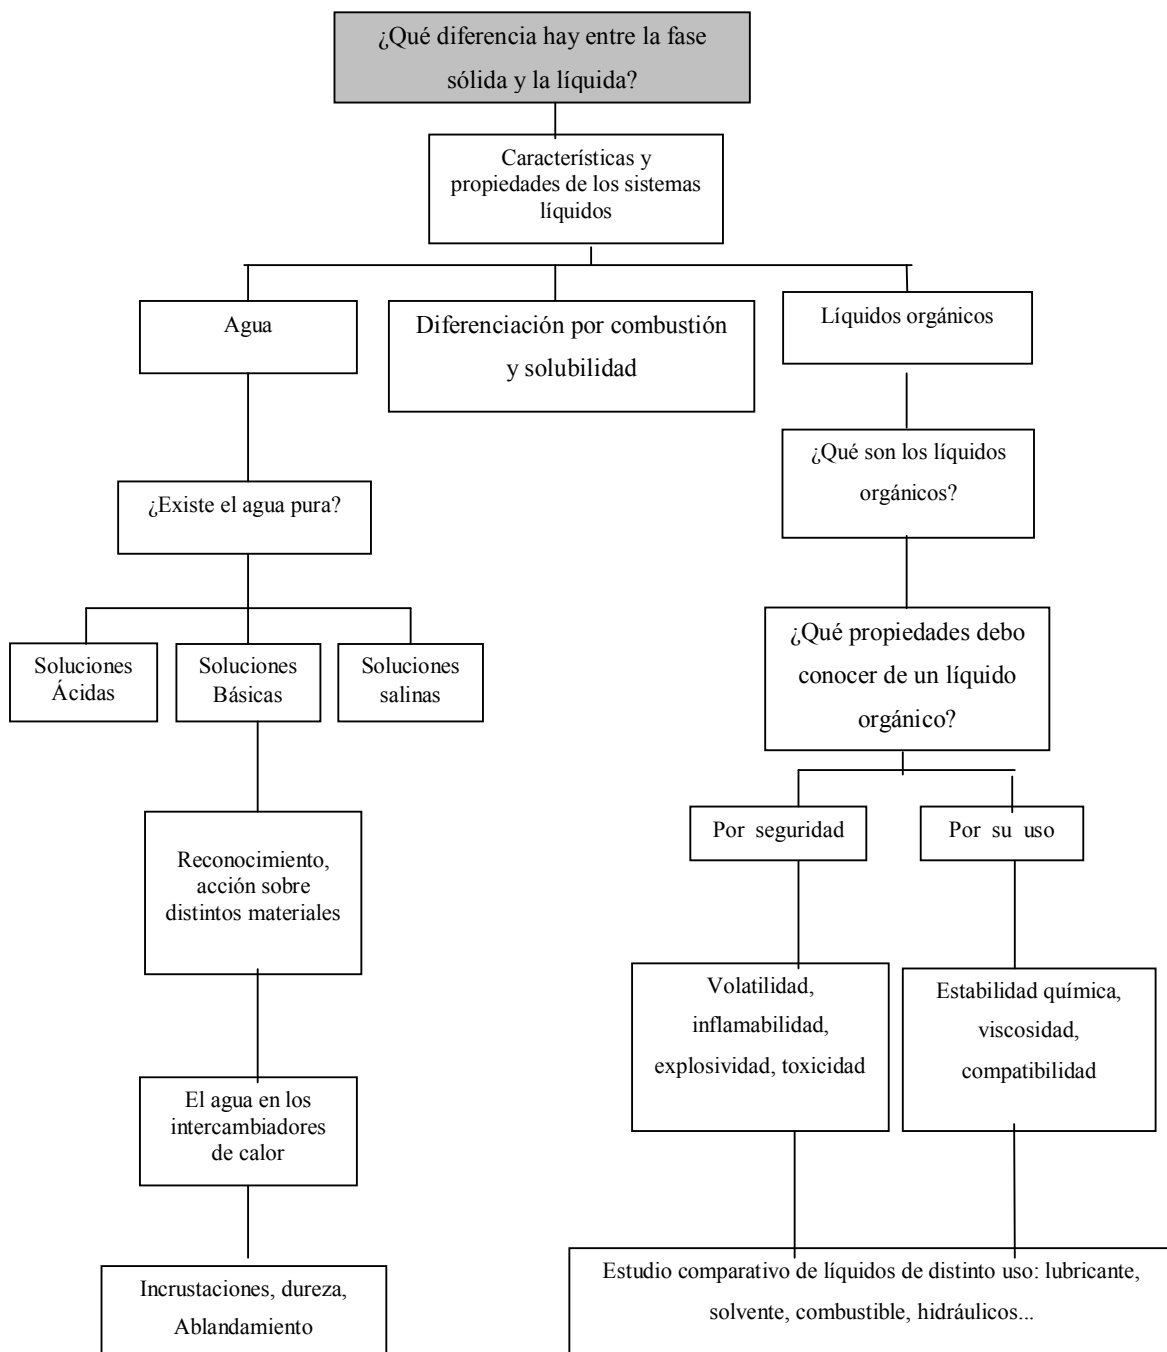 ¿Qué diferencia hay entre la fase
sólida y la líquida?
Características y
propiedades de los sistemas
líquidos
Agua
Diferenciación por combustión
y solubilidad
Líquidos orgánicos
¿Existe el agua pura?
¿Qué son los líquidos
orgánicos?
Soluciones
Ácidas
Soluciones
Básicas
Soluciones
salinas
¿Qué propiedades debo
conocer de un líquido
orgánico?
Reconocimiento,
acción sobre
distintos materiales
Por seguridad
Por su uso
Volatilidad,
inflamabilidad,
explosividad, toxicidad
Estabilidad química,
viscosidad,
compatibilidad
El agua en los
intercambiadores
de calor
Incrustaciones, dureza,
Ablandamiento
Estudio comparativo de líquidos de distinto uso: lubricante,
solvente, combustible, hidráulicos...